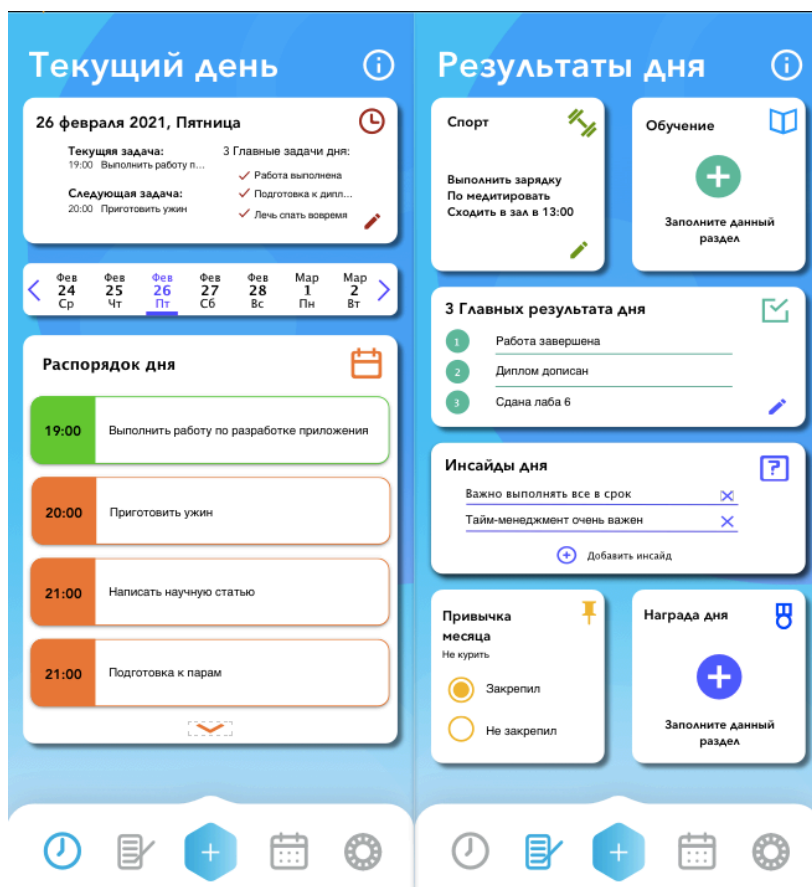 Текущий день
26 февраля 2021, Пятница
Текущяя задача:
19:00 Выполнить работу п...
Следующая задача:
20:00 Приготовить ужин
3 Главные задачи дня:
Работа выполнена
Подготовка к дипл...
Лечь спать вовремя
Фев Фев Фев Фев Фев Мар Мар
24 25 26 27 28 1 2
Ср Чт Пт Сб Вс Пн Вт
Распорядок дня
19:00 Выполнить работу по разработке приложения
20:00 Приготовить ужин
21:00 Написать научную статью
21:00 Подготовка к парам
Результаты дня
Спорт
Выполнить зарядку
По медитировать
Сходить в зал в 13:00
Обучение
Заполните данный
раздел
3 Главных результата дня
1 Работа завершена
2 Диплом дописан
3 Сдана лаба 6
Инсайды дня
Важно выполнять все в срок
Тайм-менеджмент очень важен
Добавить инсайд
Привычка
месяца
Не курить
Закрепил
Не закрепил
Награда дня
Заполните данный
раздел